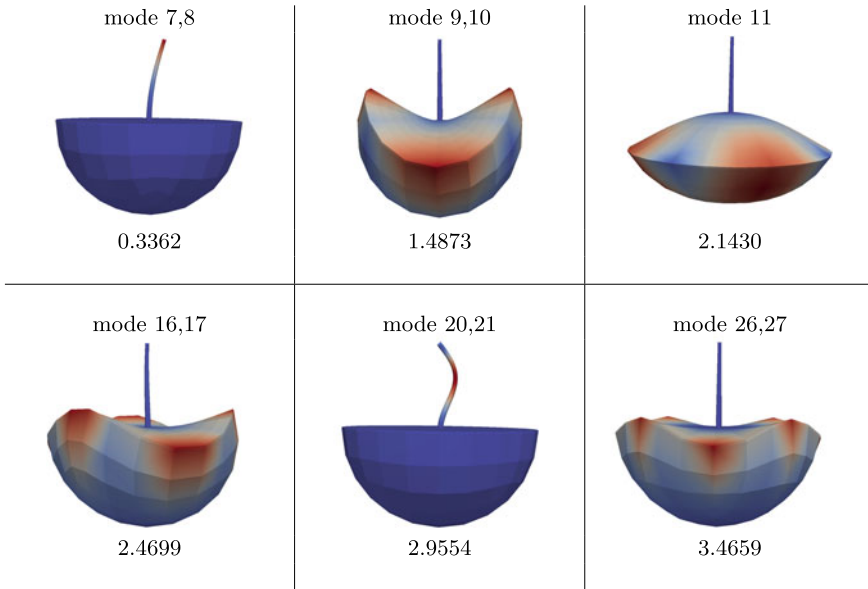 mode 7,8
mode 9,10
mode 11
0.3362
1.4873
2.1430
mode 16,17
mode 20,21
mode 26,27
2.4699
2.9554
3.4659